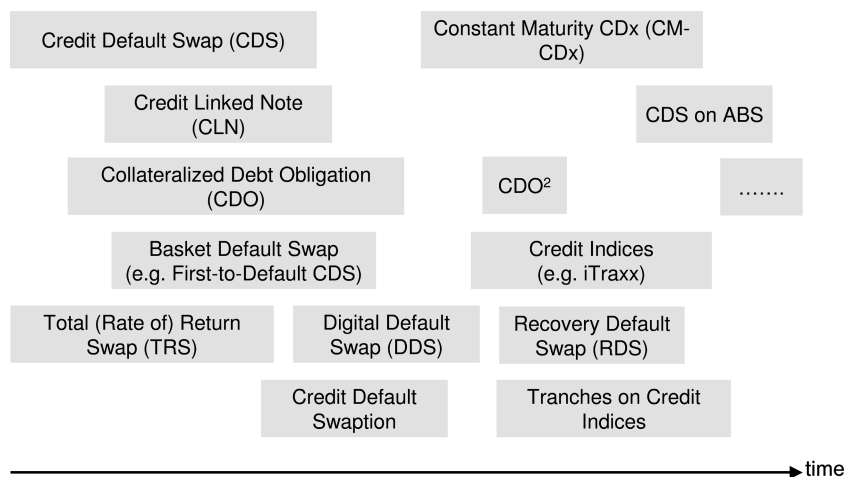 Credit Default Swap (CDS)
Constant Maturity CDx (CM-
CDx)
Credit Linked Note
(CLN)
CDS on ABS
Collateralized Debt Obligation
(CDO)
CDO²
.......
Basket Default Swap
(e.g. First-to-Default CDS)
Credit Indices
(e.g. iTraxx)
Total (Rate of) Return
Swap (TRS)
Digital Default
Swap (DDS)
Recovery Default
Swap (RDS)
Credit Default
Swaption
Tranches on Credit
Indices
time